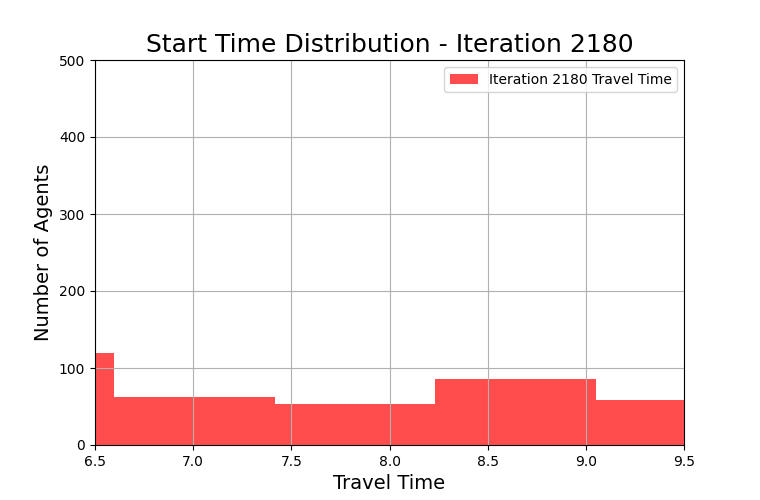 Start Time Distribution - Iteration 2180
500
400
300
200
100
0
Number of Agents
Iteration 2180 Travel Time
6.5 7.0 7.5 8.0 8.5 9.0 9.5
Travel Time